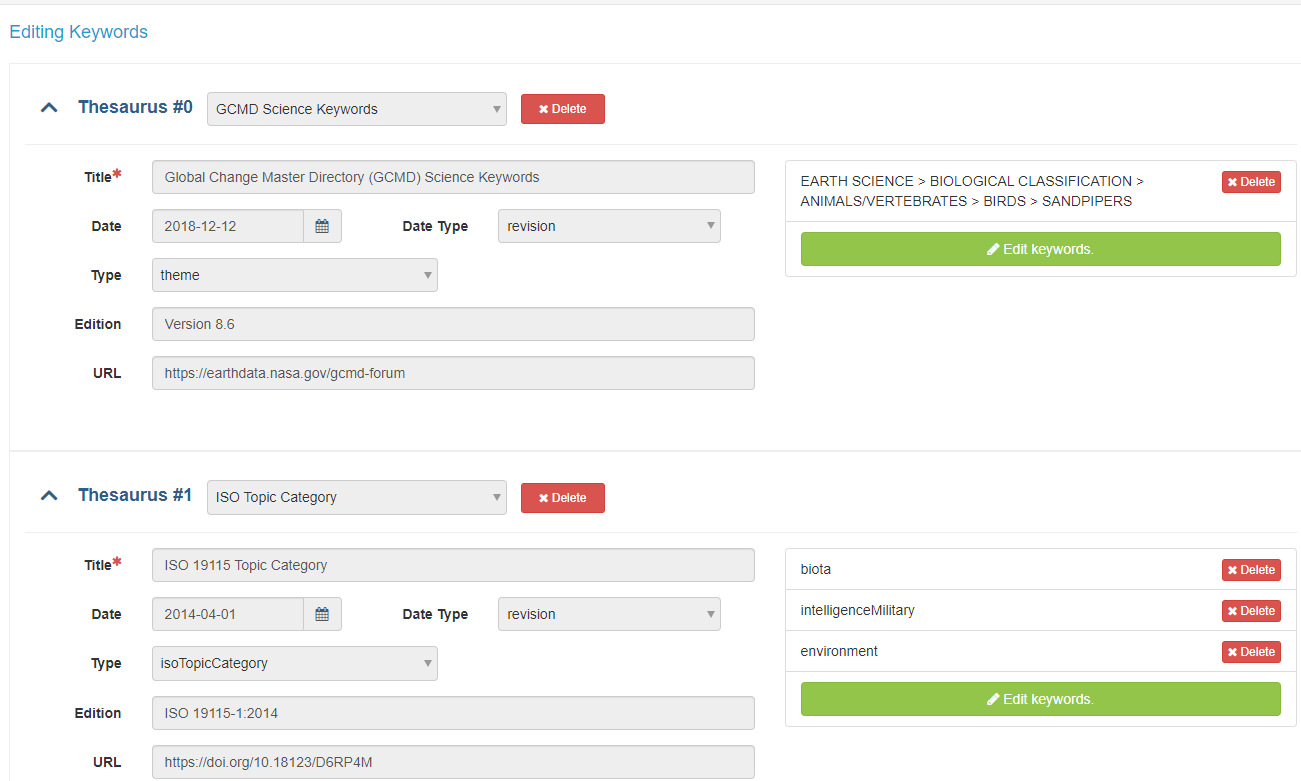 Editing Keywords
Thesaurus #0 GCMD Science Keywords Delete
Title* Global Change Master Directory (GCMD) Science Keywords
Date 2018-12-12 Date Type revision
Type theme
Edition Version 8.6
URL https://earthdata.nasa.gov/gcmd-forum
EARTH SCIENCE > BIOLOGICAL CLASSIFICATION > Delete
ANIMALS/VERTEBRATES > BIRDS > SANDPIPERS
Edit keywords.
Thesaurus #1 ISO Topic Category Delete
Title* ISO 19115 Topic Category
Date 2014-04-01 Date Type revision
Type isoTopicCategory
Edition ISO 19115-1:2014
URL https://doi.org/10.18123/D6RP4M
biota Delete
intelligenceMilitary Delete
environment Delete
Edit keywords.